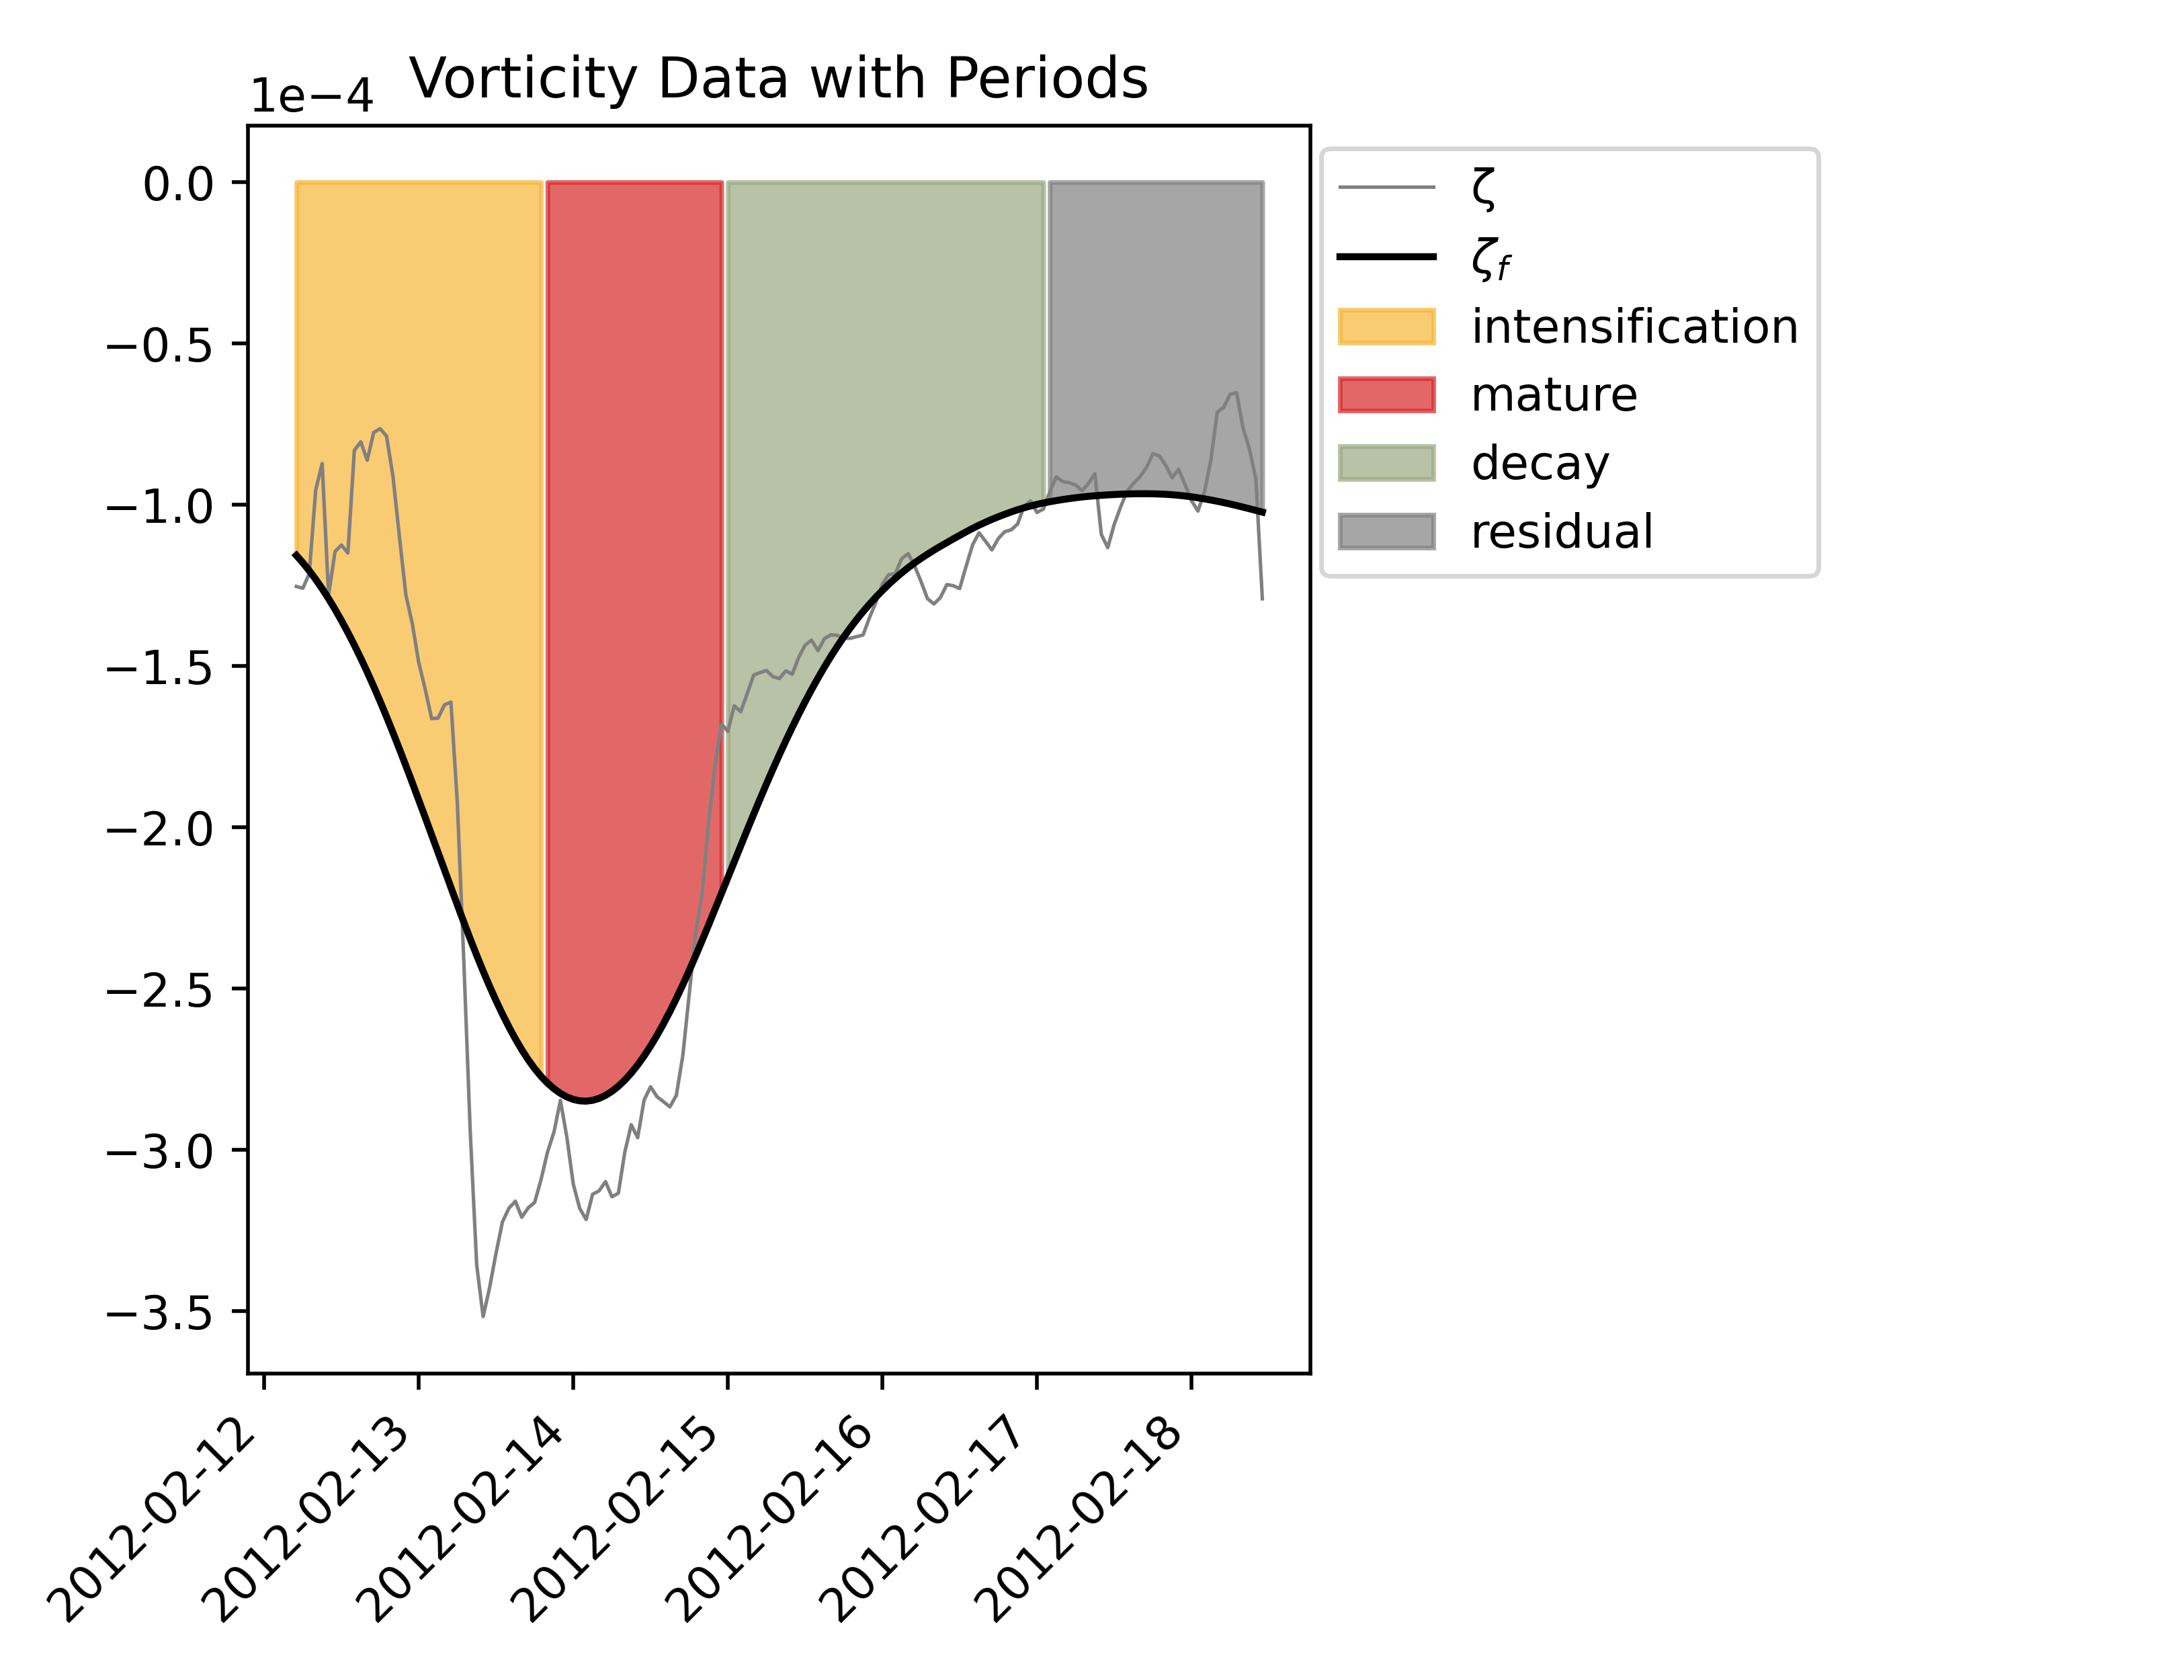 Vorticity Data with Periods
1e−4
0.0
−0.5
−1.0
−1.5
−2.0
−2.5
−3.0
−3.5
2012-02-12
2012-02-13
2012-02-14
2012-02-15
2012-02-16
2012-02-17
2012-02-18
ζ
ζf
intensification
mature
decay
residual